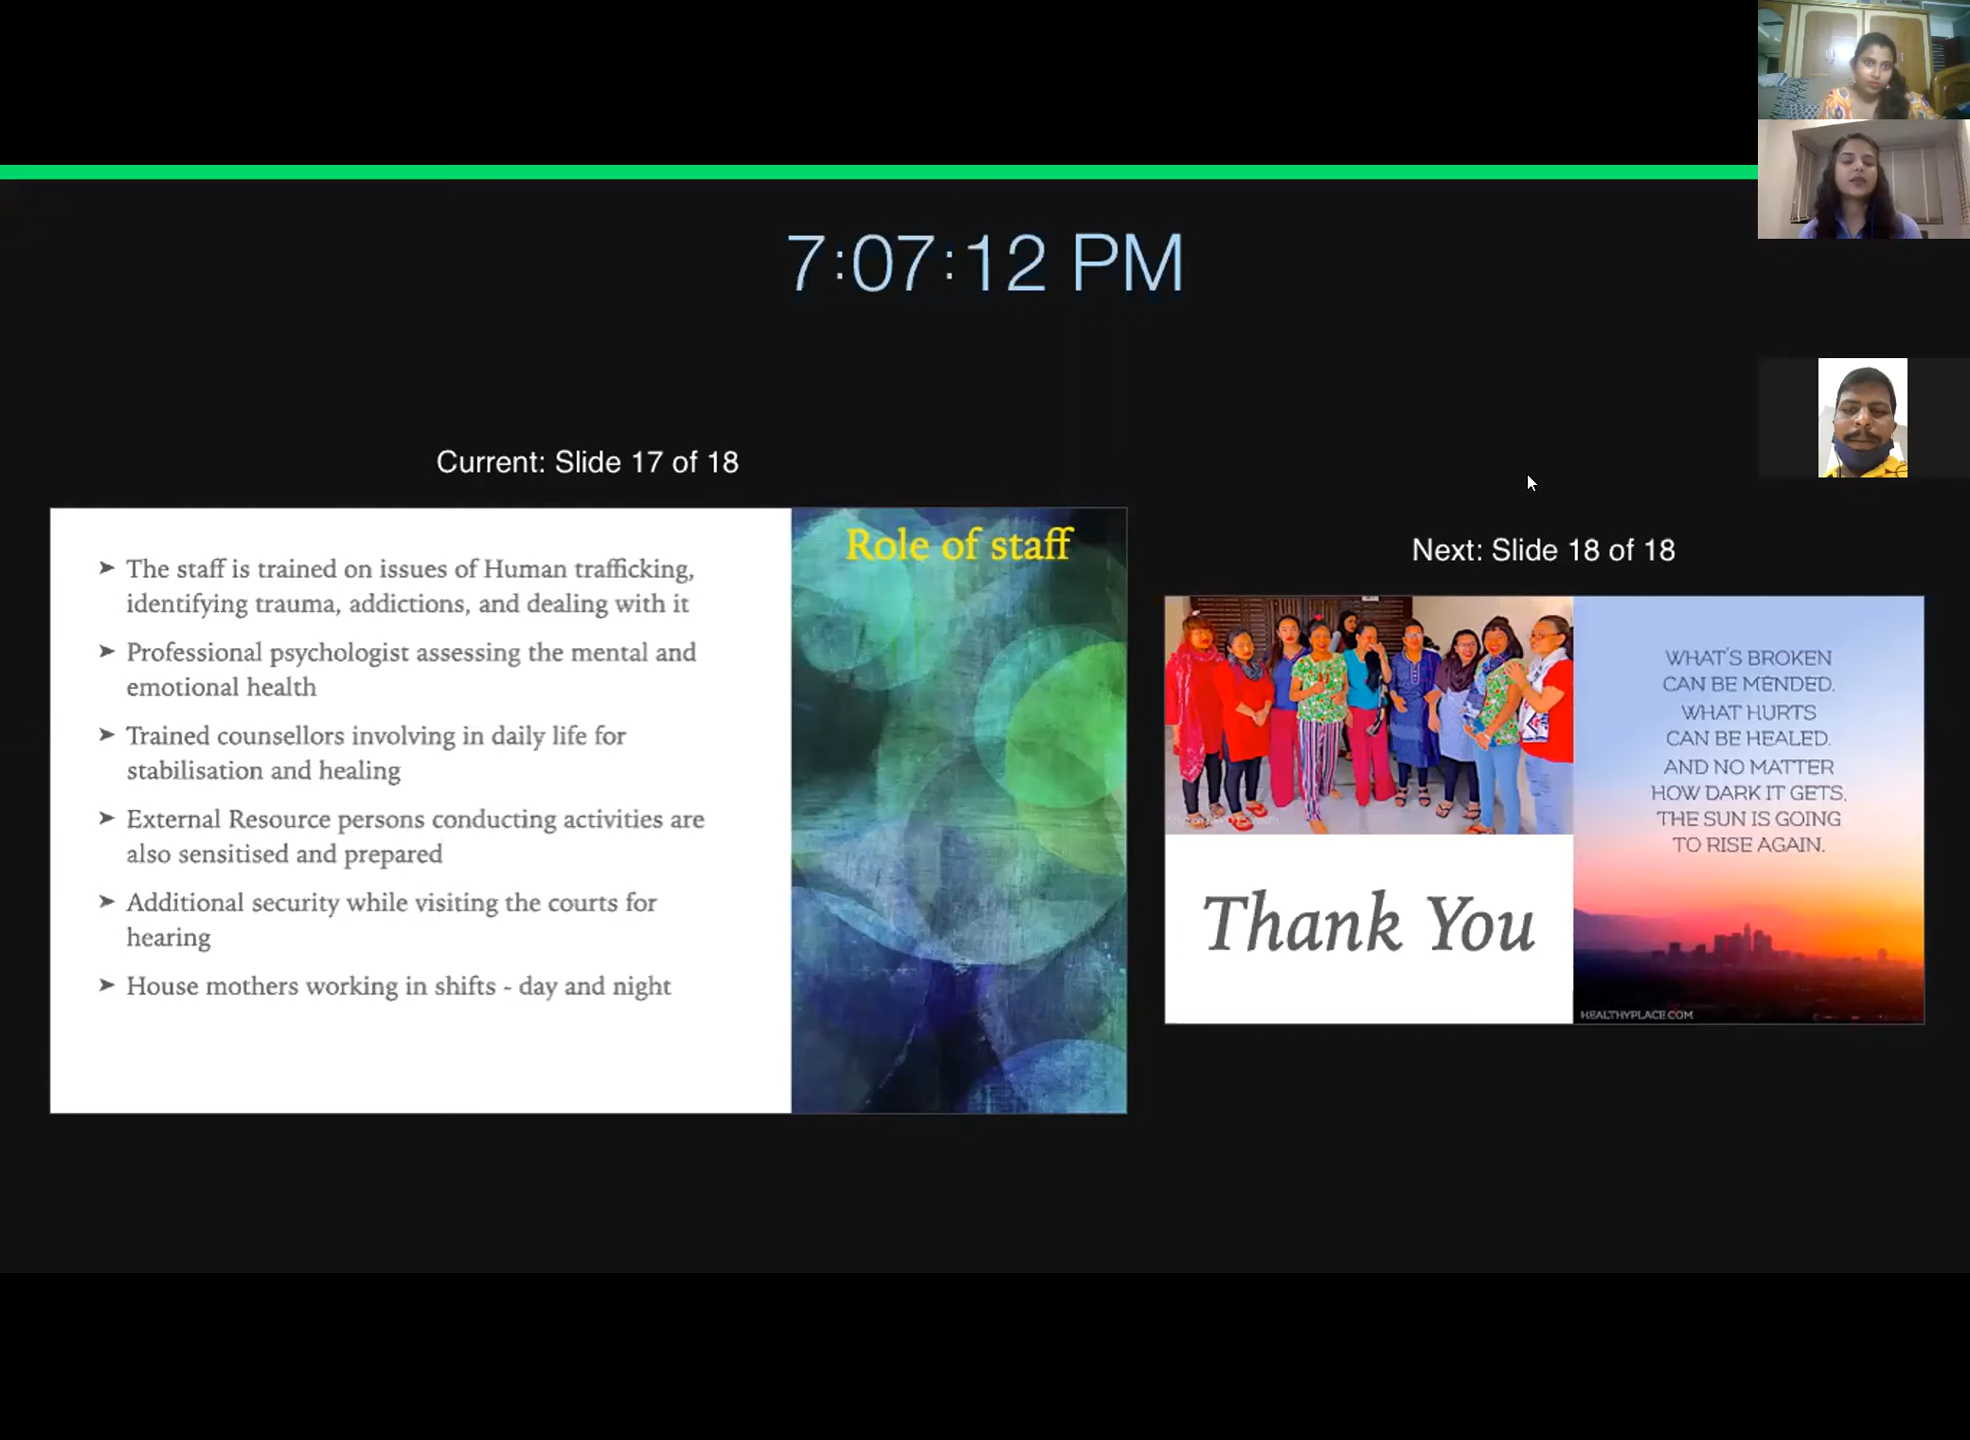 7:07:12 PM
Current: Slide 17 of 18
Role of staff
➤ The staff is trained on issues of Human trafficking,
identifying trauma, addictions, and dealing with it
➤ Professional psychologist assessing the mental and
emotional health
➤ Trained counsellors involving in daily life for
stabilisation and healing
➤ External Resource persons conducting activities are
also sensitised and prepared
➤ Additional security while visiting the courts for
hearing
➤ House mothers working in shifts - day and night
Next: Slide 18 of 18
Thank You
WHAT'S BROKEN
CAN BE MENDED.
WHAT HURTS
CAN BE HEALED.
AND NO MATTER
HOW DARK IT GETS,
THE SUN IS GOING
TO RISE AGAIN.
HEALTHYPLACE.COM